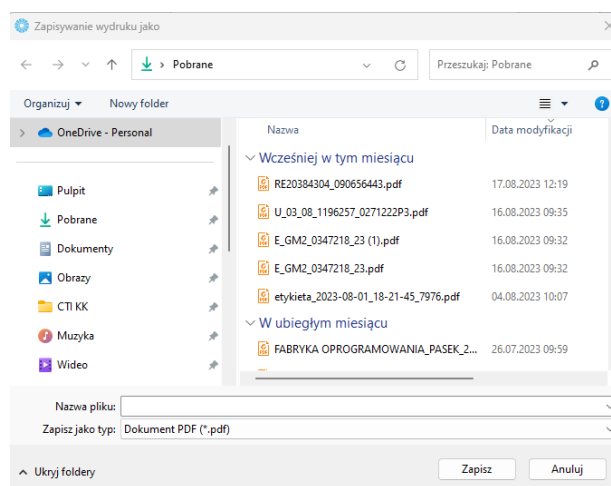 Zapisywanie wydruku jako
Pobrane
Przeszukaj: Pobrane
Organizuj
Nowy folder
OneDrive - Personal
Pulpit
Pobrane
Dokumenty
Obrazy
CTI KK
Muzyka
Wideo
Nazwa
Data modyfikacji
Wcześniej w tym miesiącu
RE20384304_090656443.pdf 17.08.2023 12:19
U_03_08_1196257_0271222P3.pdf 16.08.2023 09:35
E_GM2_0347218_23 (1).pdf 16.08.2023 09:32
E_GM2_0347218_23.pdf 16.08.2023 09:32
etykieta_2023-08-01_18-21-45_7976.pdf 04.08.2023 10:07
W ubiegłym miesiącu
FABRYKA OPROGRAMOWANIA_PASEK_2... 26.07.2023 09:59
Nazwa pliku:
Zapisz jako typ: Dokument PDF (*.pdf)
Ukryj foldery
Zapisz
Anuluj